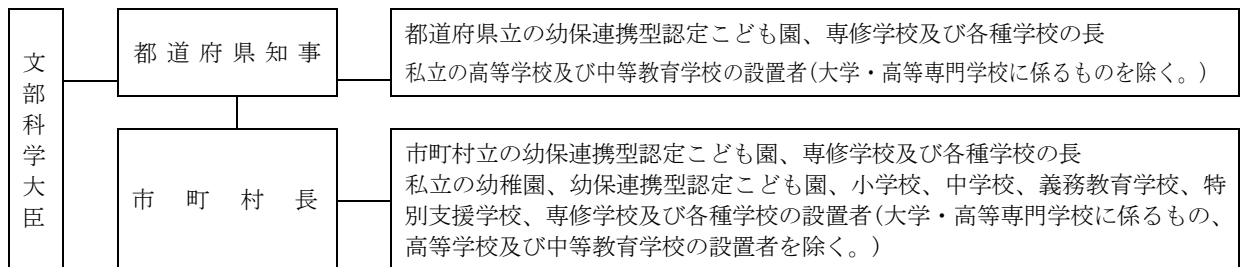 文部科学大臣
都道府県知事
都道府県立の幼保連携型認定こども園、専修学校及び各種学校の長
私立の高等学校及び中等教育学校の設置者(大学・高等専門学校に係るものを除く。)
市町村長
市町村立の幼保連携型認定こども園、専修学校及び各種学校の長
私立の幼稚園、幼保連携型認定こども園、小学校、中学校、義務教育学校、特
別支援学校、専修学校及び各種学校の設置者(大学・高等専門学校に係るもの、
高等学校及び中等教育学校の設置者を除く。)